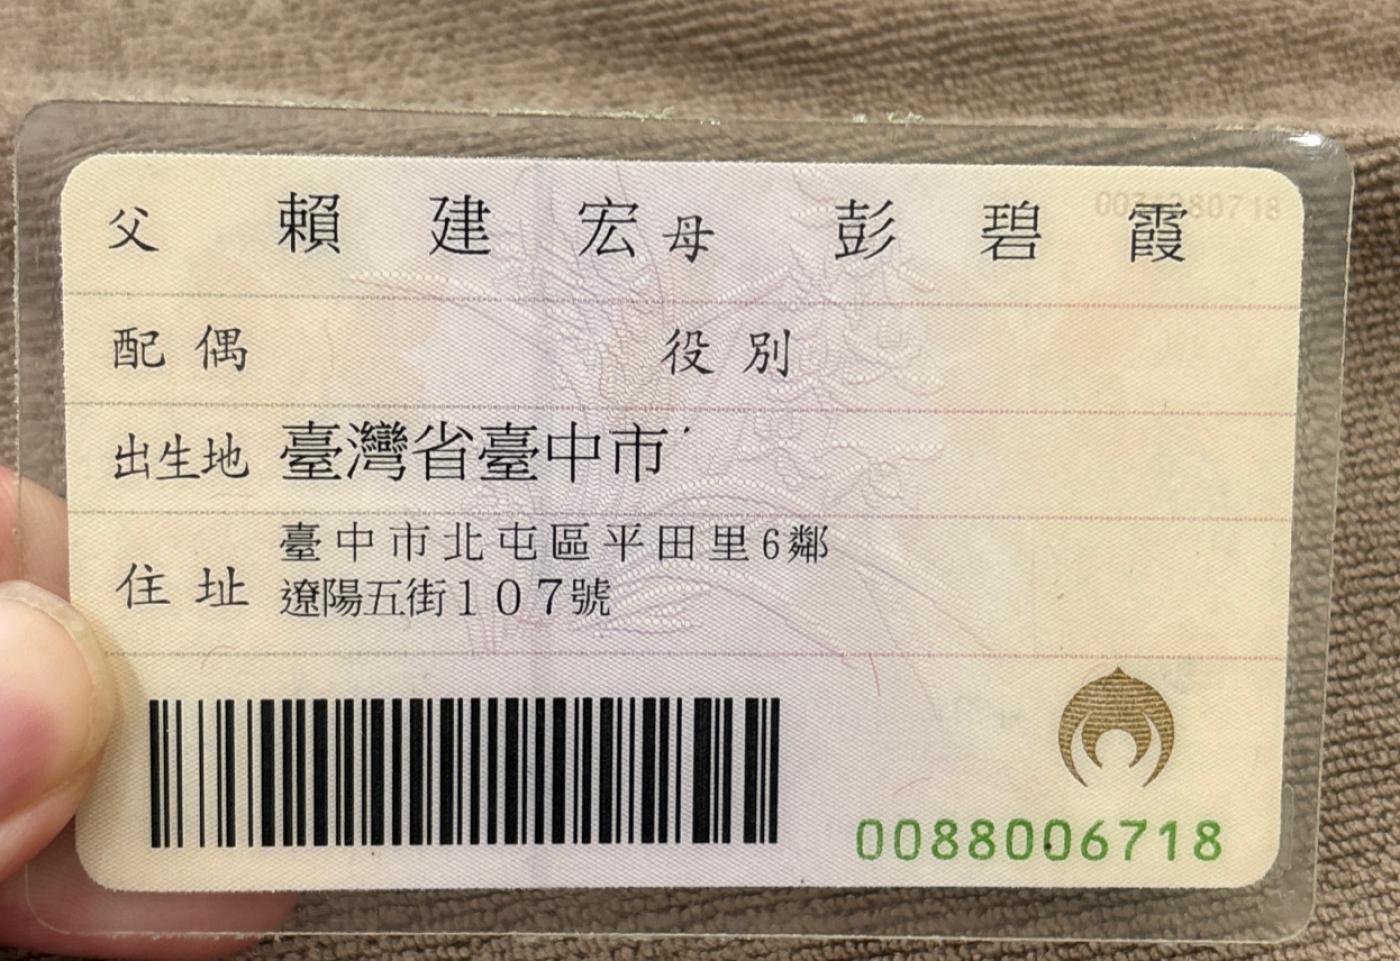 父 賴建宏 母 彭碧霞
配偶 役別
出生地 臺灣省臺中市
臺中市北屯區平田里6鄰
住址 遼陽五街107號
0088006718